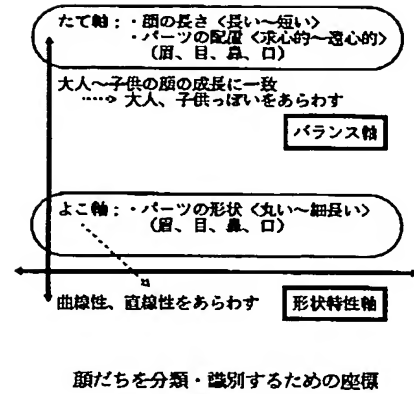 たて軸：・顔の長さ〈長い～短い〉
・パーツの配置〈求心的～遠心的〉
（眉、目、鼻、口）
大人～子供の顔の成長に一致
大人、子供っぽいをあらわす
バランス軸
よこ軸：・パーツの形状〈丸い～細長い〉
（眉、目、鼻、口）
曲線性、直線性をあらわす
形状特性軸
顔だちを分類・識別するための座標